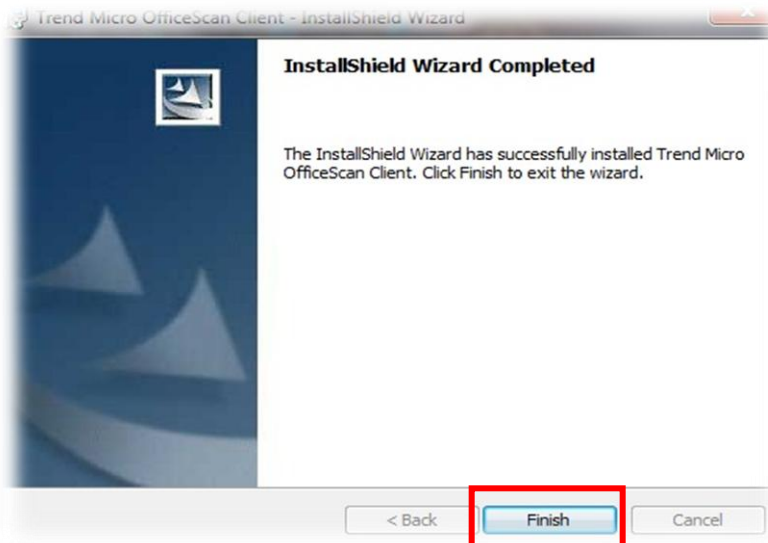 Trend Micro OfficeScan Client - InstallShield Wizard
InstallShield Wizard Completed
The InstallShield Wizard has successfully installed Trend Micro
OfficeScan Client. Click Finish to exit the wizard.
< Back Finish Cancel